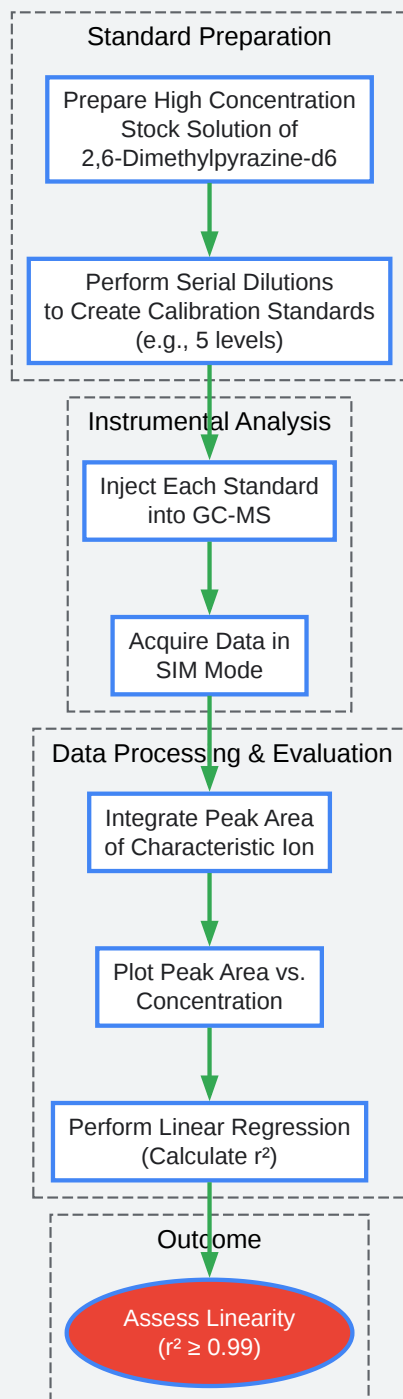 Standard Preparation
Prepare High Concentration
Stock Solution of
2,6-Dimethylpyrazine-d6
Perform Serial Dilutions
to Create Calibration Standards
(e.g., 5 levels)
Instrumental Analysis
Inject Each Standard
into GC-MS
Acquire Data in
SIM Mode
Data Processing & Evaluation
Integrate Peak Area
of Characteristic Ion
Plot Peak Area vs.
Concentration
Perform Linear Regression
(Calculate r²)
Outcome
Assess Linearity
(r² ≥ 0.99)